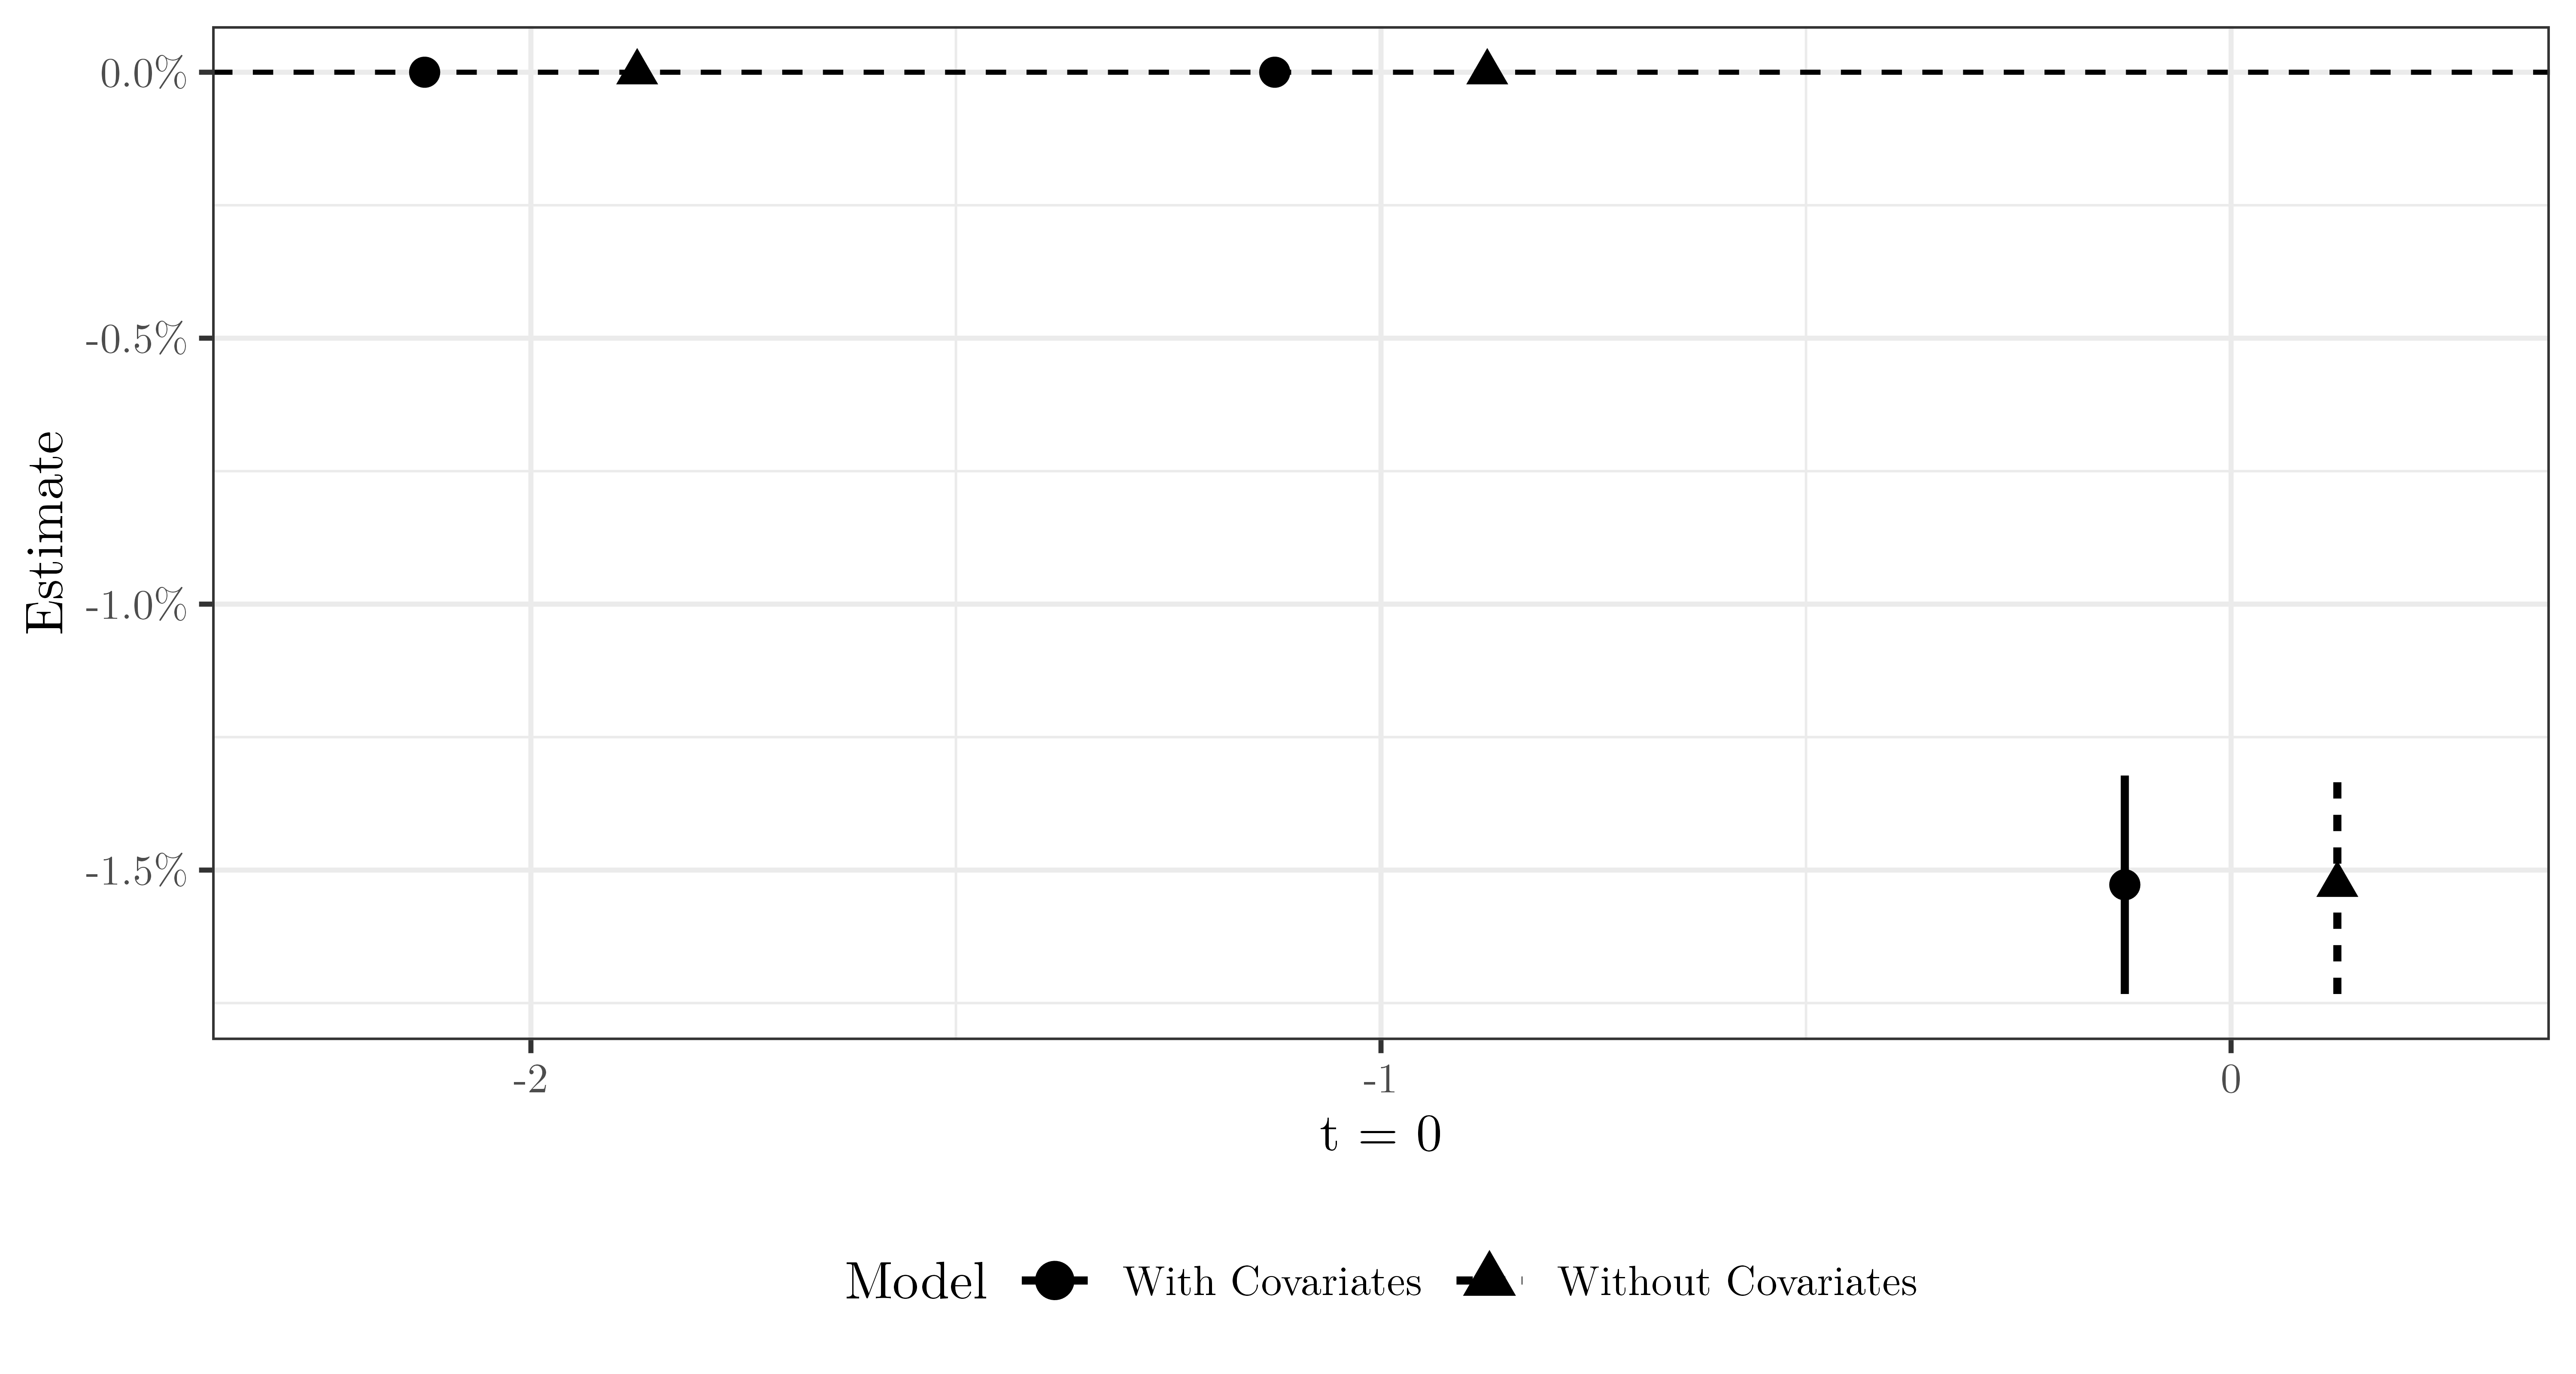 Estimate
0.0%
-0.5%
-1.0%
-1.5%
-2 -1 0
t = 0
Model With Covariates Without Covariates